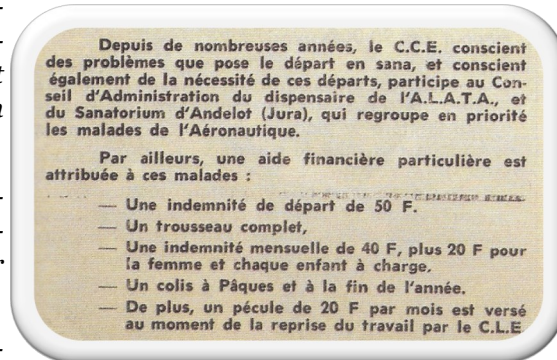 Depuis de nombreuses années, le C.C.E. conscient
des problèmes que pose le départ en sana, et conscient
également de la nécessité de ces départs, participe au Con-
seil d'Administration du dispensaire de l'A.L.A.T.A., et
du Sanatorium d'Andelot (Jura), qui regroupe en priorité
les malades de l'Aéronautique.
Par ailleurs, une aide financière particulière est
attribuée à ces malades :
— Une indemnité de départ de 50 F.
— Un trousseau complet,
— Une indemnité mensuelle de 40 F, plus 20 F pour
la femme et chaque enfant à charge.
— Un colis à Pâques et à la fin de l'année.
— De plus, un pécule de 20 F par mois est versé
au moment de la reprise du travail par le C.L.E